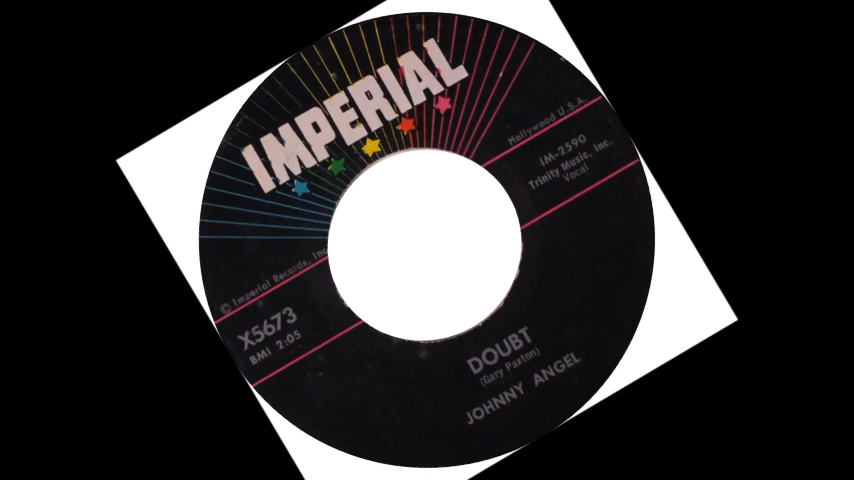 IMPERIAL
Hollywood U.S.A.
IM-2590
Trinity Music, Inc.
Vocal
© Imperial Records, Inc.
X5673
BMI 2:05
DOUBT
(Gary Paxton)
JOHNNY ANGEL